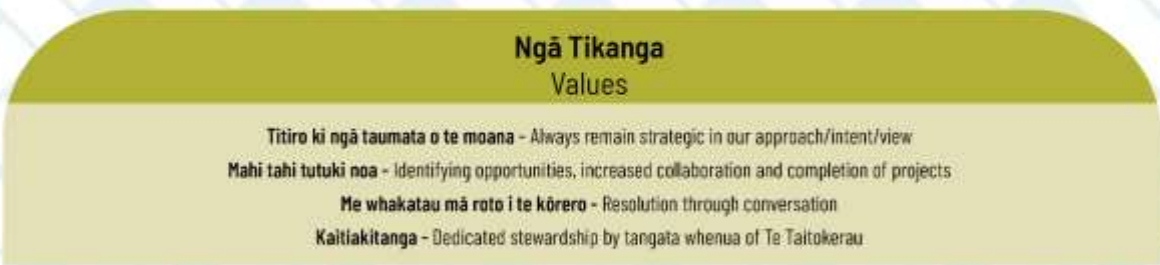 Ngā Tikanga
Values
Titiro ki ngā taumata o te moana - Always remain strategic in our approach/intent/view
Mahi tahi tutuki noa - Identifying opportunities, increased collaboration and completion of projects
Me whakatau mā roto i te kōrero - Resolution through conversation
Kaitiakitanga - Dedicated stewardship by tangata whenua of Te Taitokerau